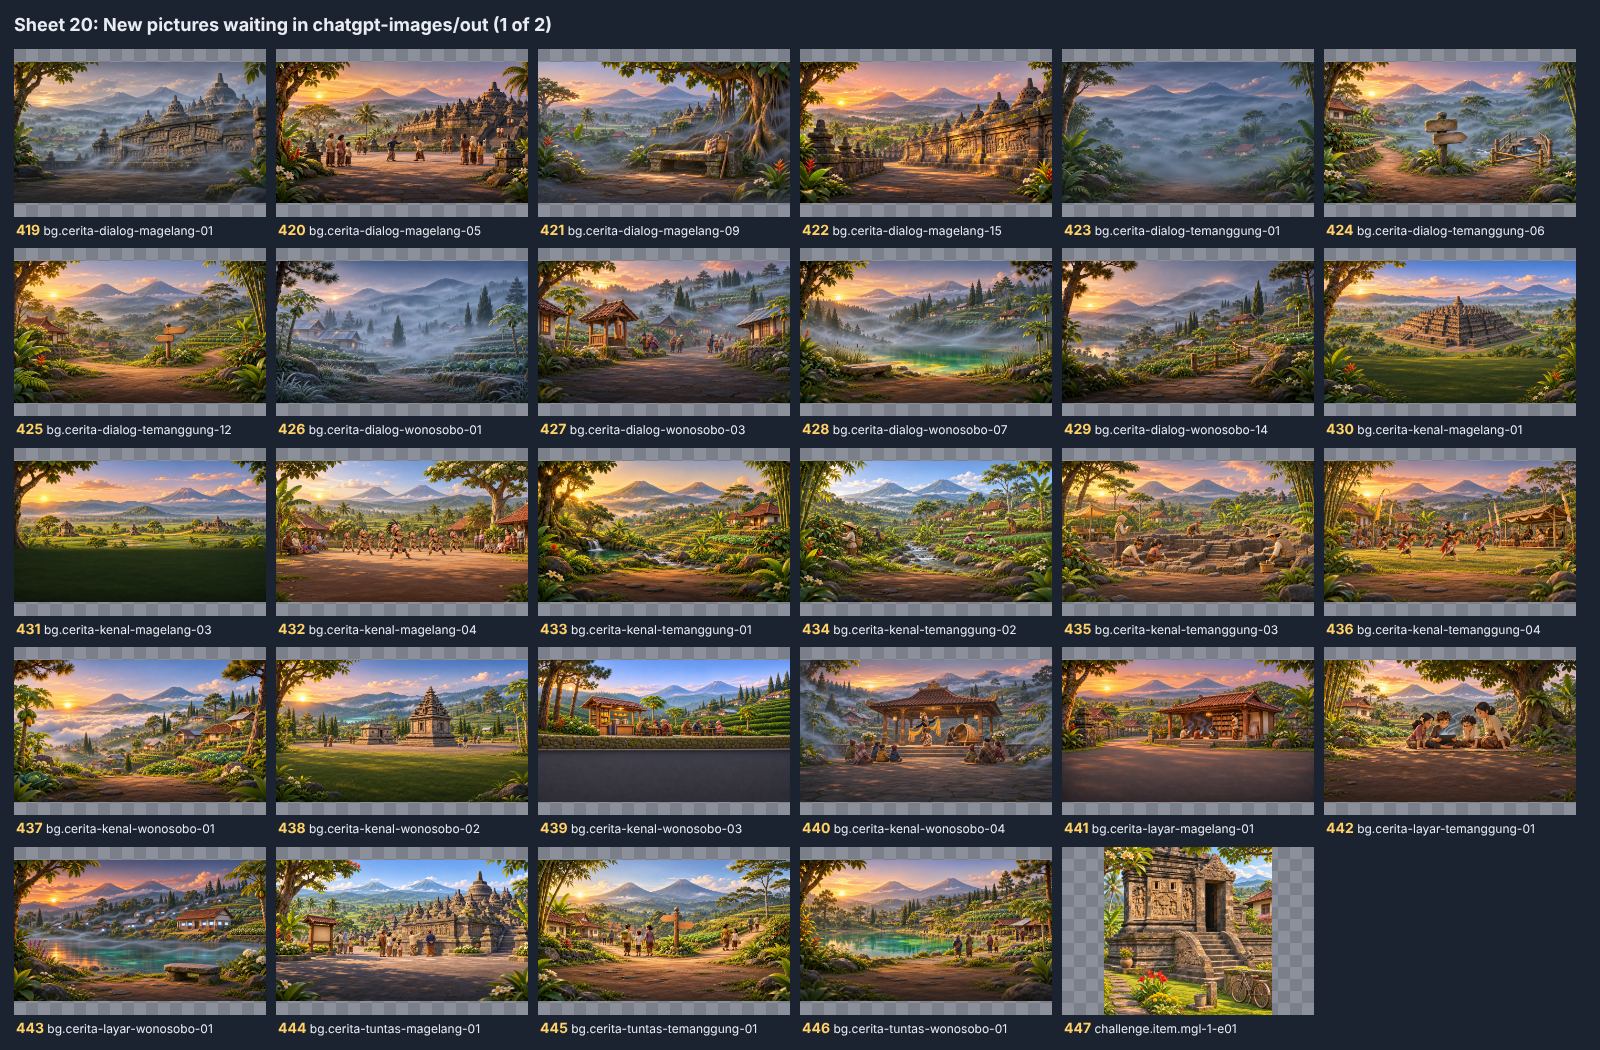 Sheet 20: New pictures waiting in chatgpt-images/out (1 of 2)
419 bg.cerita-dialog-magelang-01
420 bg.cerita-dialog-magelang-05
421 bg.cerita-dialog-magelang-09
422 bg.cerita-dialog-magelang-15
423 bg.cerita-dialog-temanggung-01
424 bg.cerita-dialog-temanggung-06
425 bg.cerita-dialog-temanggung-12
426 bg.cerita-dialog-wonosobo-01
427 bg.cerita-dialog-wonosobo-03
428 bg.cerita-dialog-wonosobo-07
429 bg.cerita-dialog-wonosobo-14
430 bg.cerita-kenal-magelang-01
431 bg.cerita-kenal-magelang-03
432 bg.cerita-kenal-magelang-04
433 bg.cerita-kenal-temanggung-01
434 bg.cerita-kenal-temanggung-02
435 bg.cerita-kenal-temanggung-03
436 bg.cerita-kenal-temanggung-04
437 bg.cerita-kenal-wonosobo-01
438 bg.cerita-kenal-wonosobo-02
439 bg.cerita-kenal-wonosobo-03
440 bg.cerita-kenal-wonosobo-04
441 bg.cerita-layar-magelang-01
442 bg.cerita-layar-temanggung-01
443 bg.cerita-layar-wonosobo-01
444 bg.cerita-tuntas-magelang-01
445 bg.cerita-tuntas-temanggung-01
446 bg.cerita-tuntas-wonosobo-01
447 challenge.item.mgl-1-e01